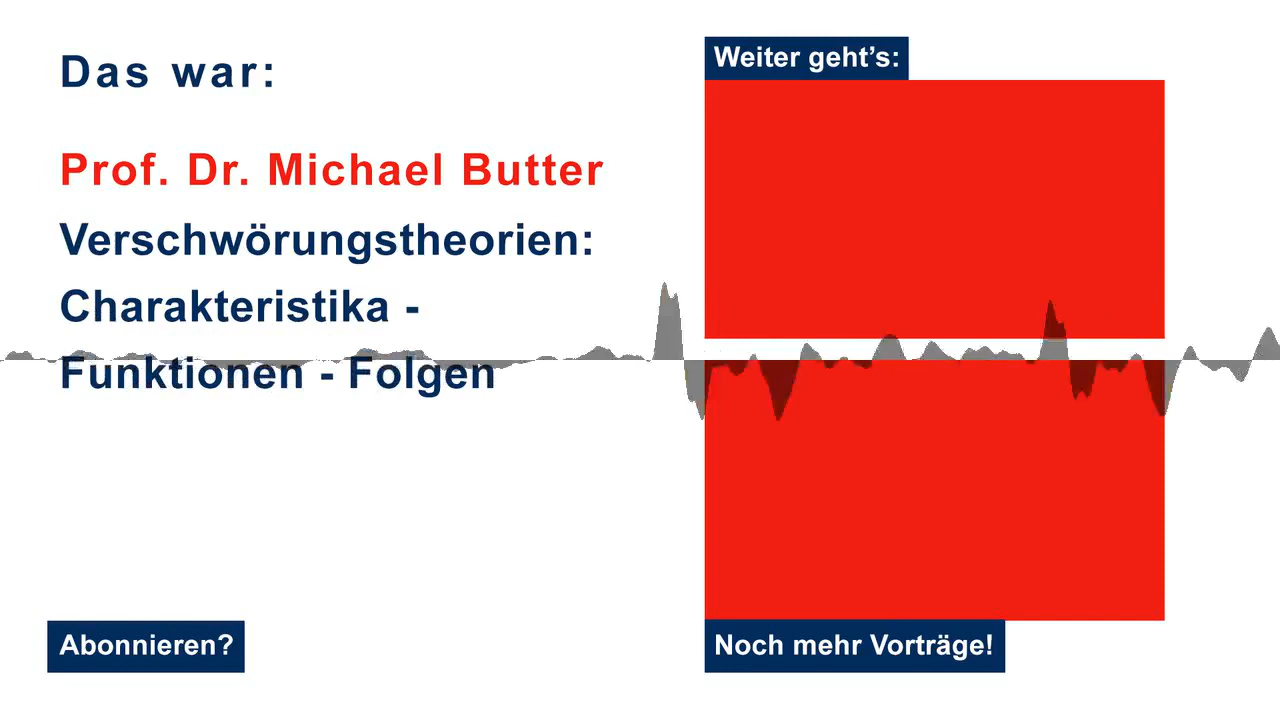 Das war:
Prof. Dr. Michael Butter
Verschwörungstheorien:
Charakteristika -
Funktionen - Folgen
Abonnieren?
Weiter geht’s:
Noch mehr Vorträge!